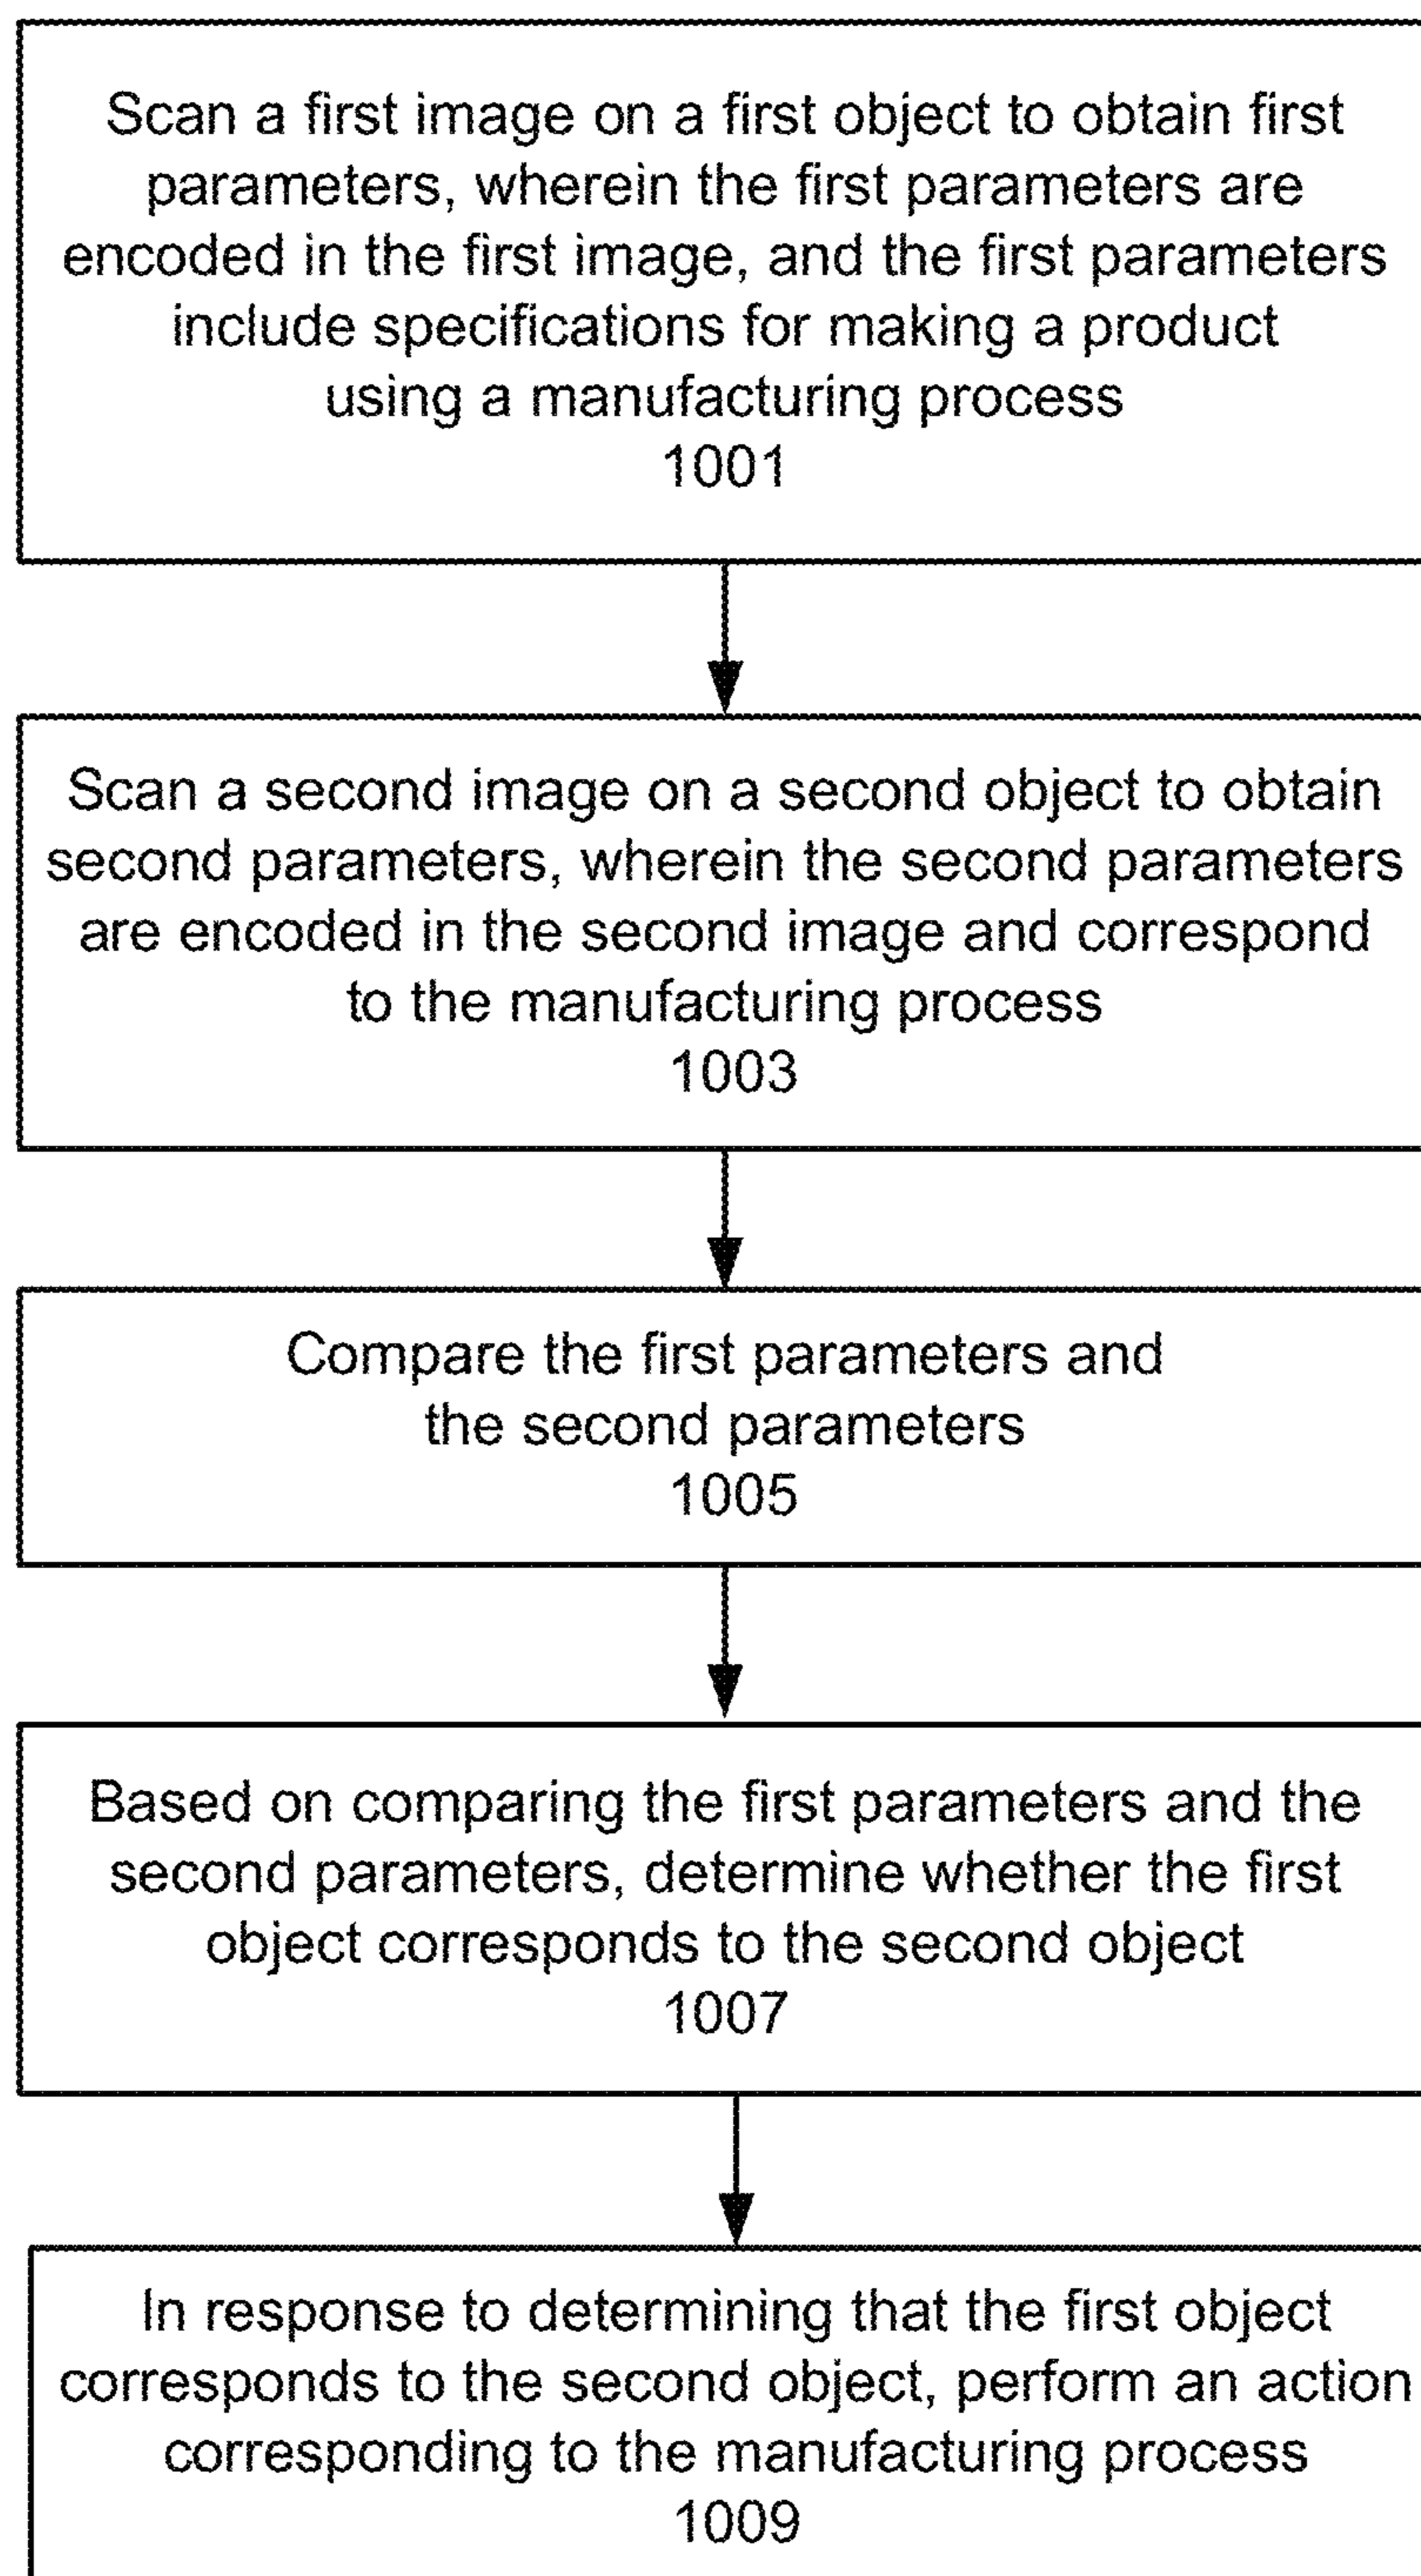 Scan a first image on a first object to obtain first
parameters, wherein the first parameters are
encoded in the first image, and the first parameters
include specifications for making a product
using a manufacturing process
1001
Scan a second image on a second object to obtain
second parameters, wherein the second parameters
are encoded in the second image and correspond
to the manufacturing process
1003
Compare the first parameters and
the second parameters
1005
Based on comparing the first parameters and the
second parameters, determine whether the first
object corresponds to the second object
1007
In response to determining that the first object
corresponds to the second object, perform an action
corresponding to the manufacturing process
1009